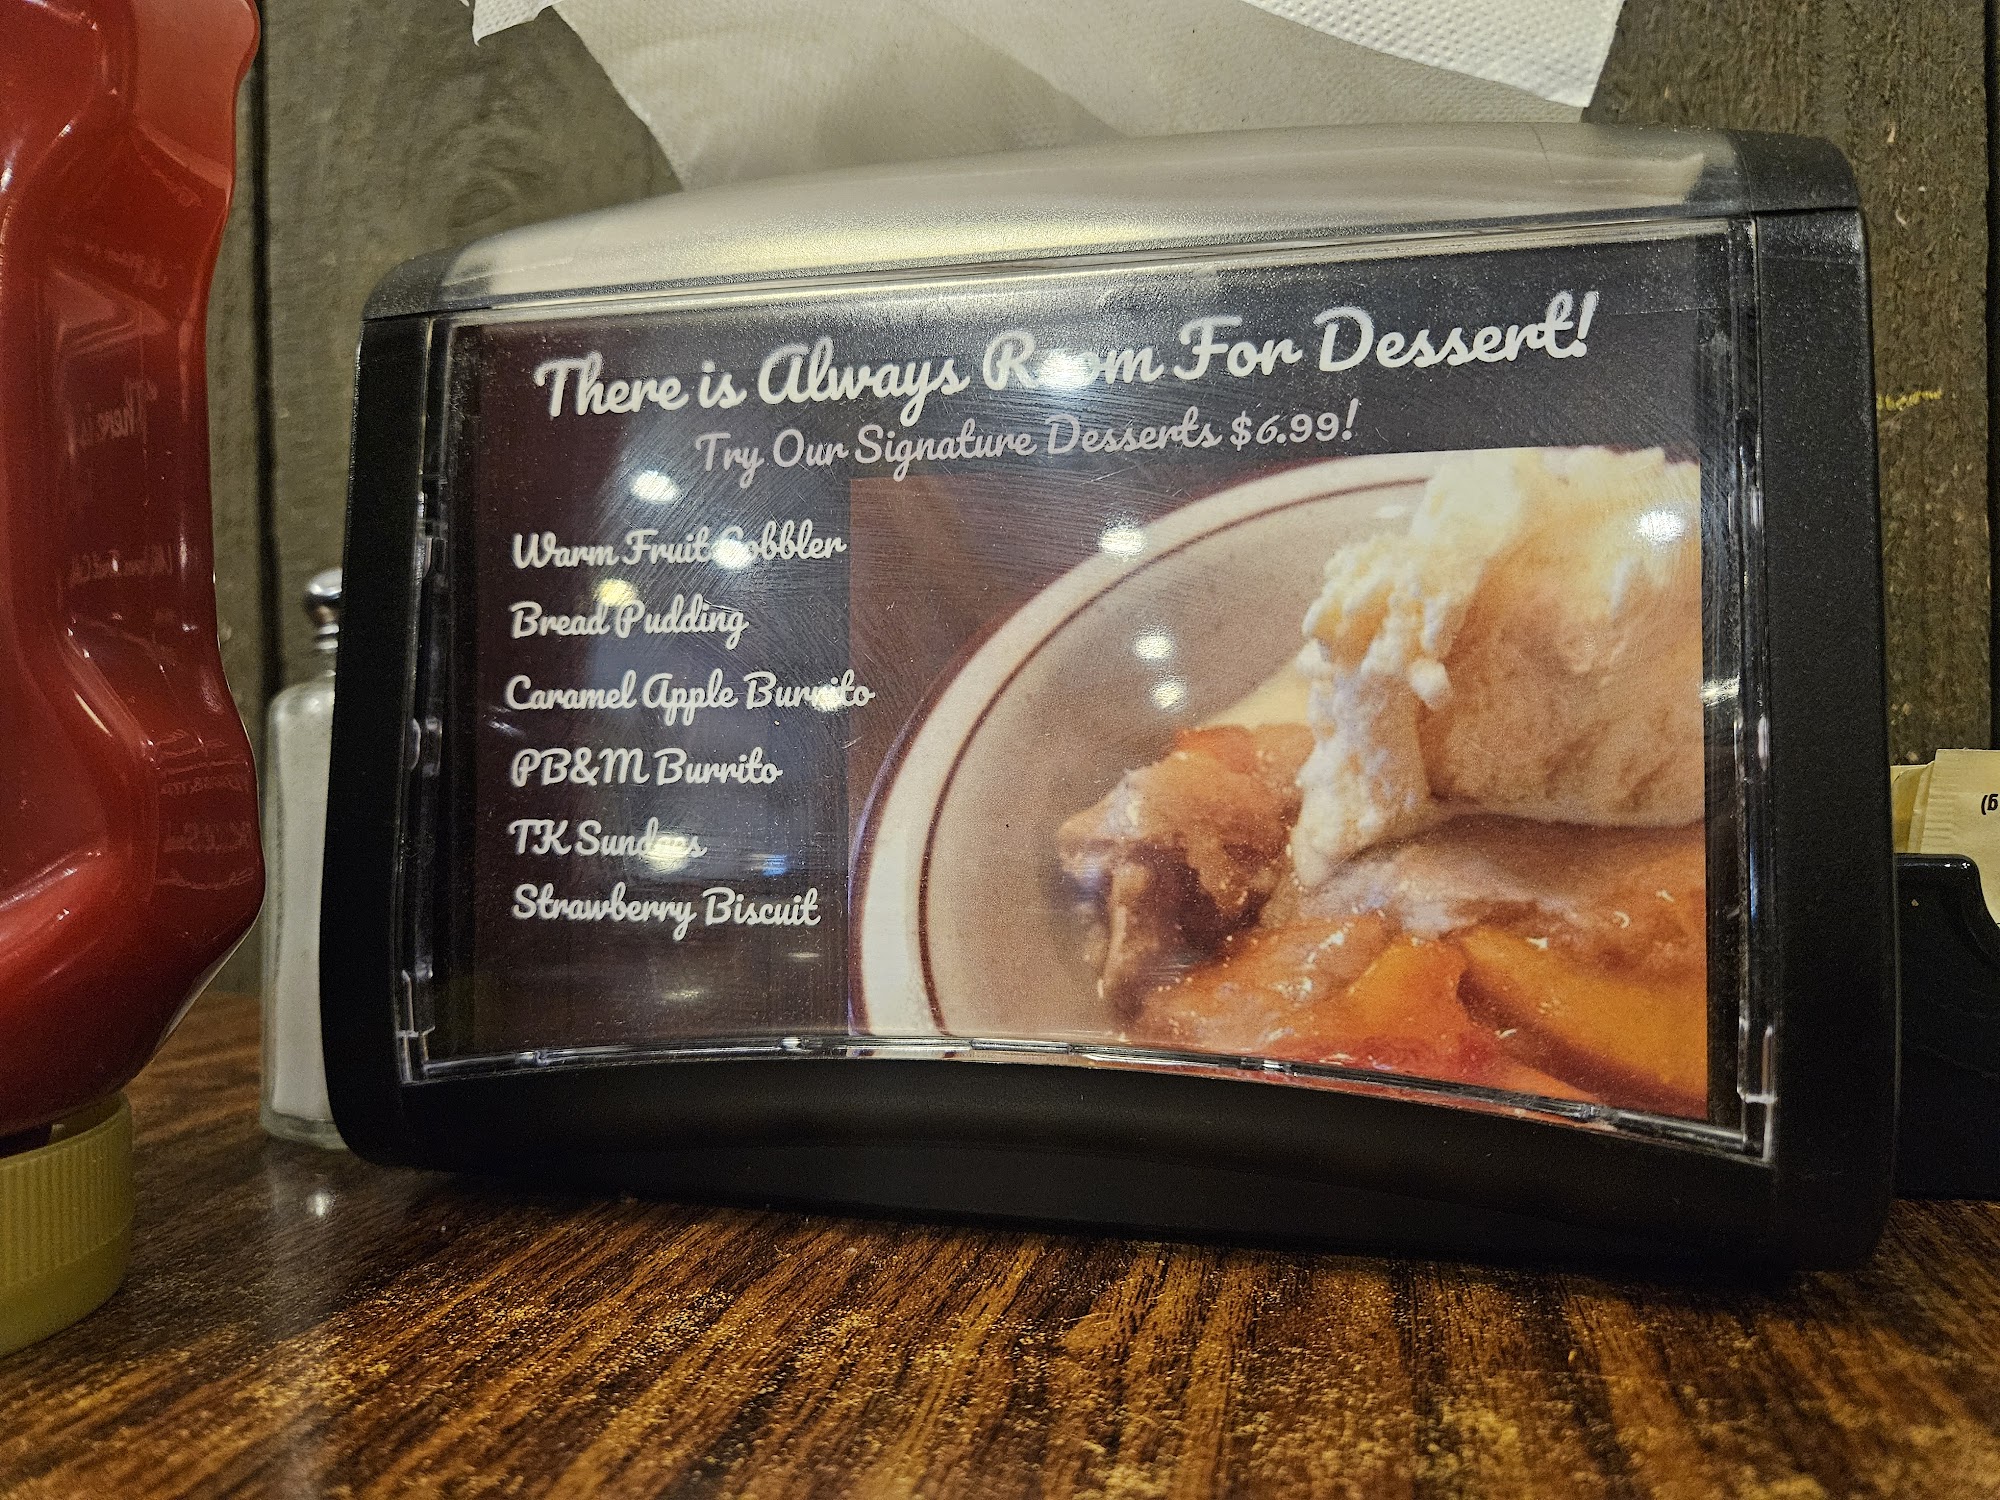 There is Always Room For Dessert!
Try Our Signature Desserts $6.99!
Warm Fruit Cobbler
Bread Pudding
Caramel Apple Burrito
PB&M Burrito
TK Sundaes
Strawberry Biscuit
g)